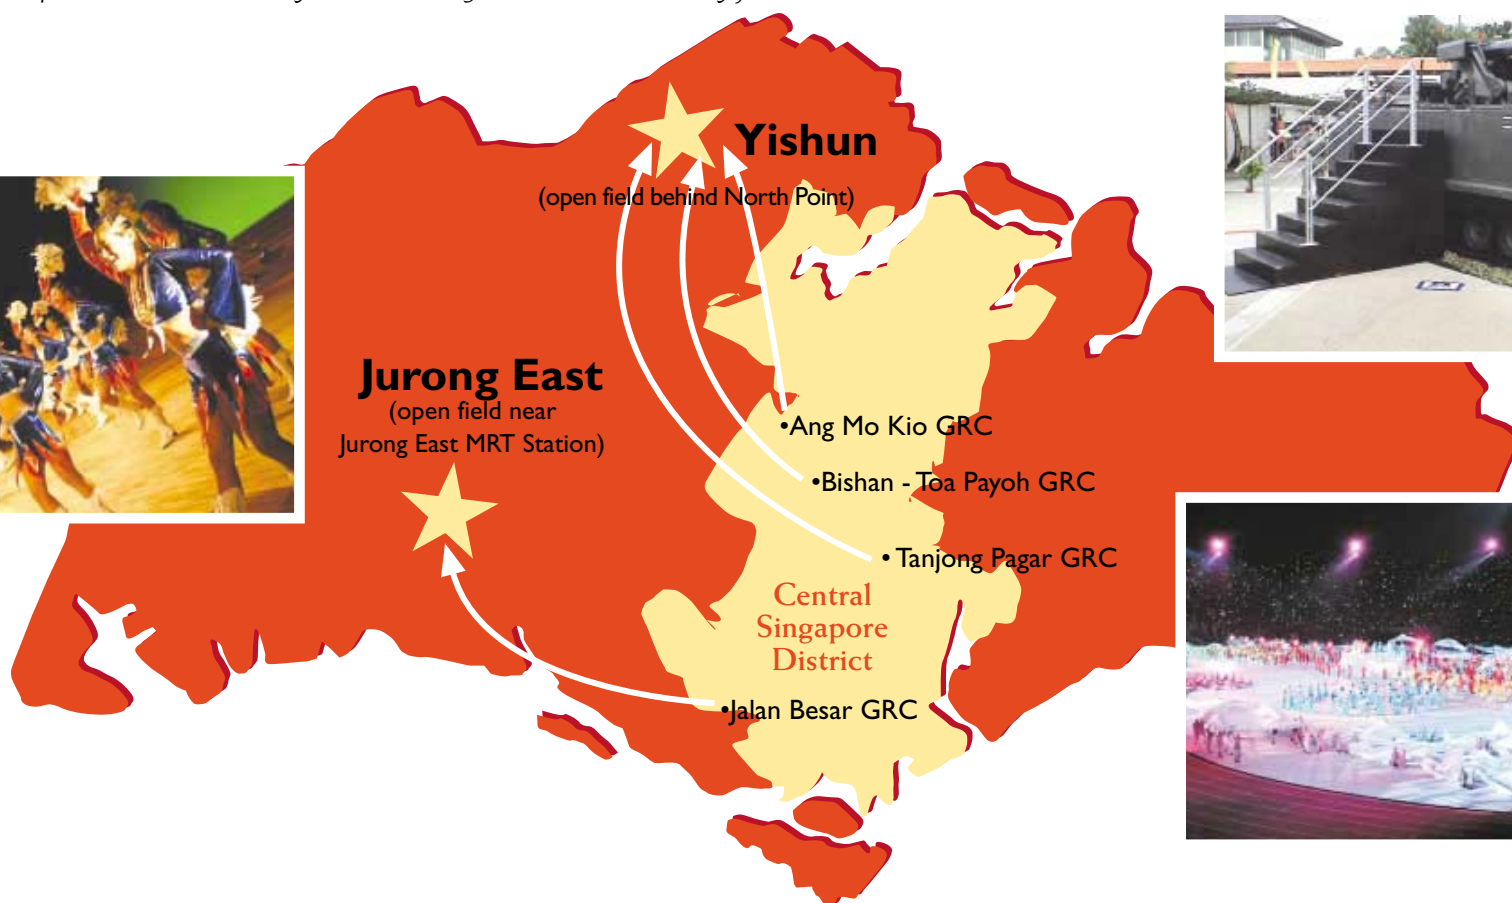 Yishun
(open field behind North Point)
Jurong East
(open field near
Jurong East MRT Station)
•Ang Mo Kio GRC
•Bishan - Toa Payoh GRC
• Tanjong Pagar GRC
Central
Singapore
District
•Jalan Besar GRC